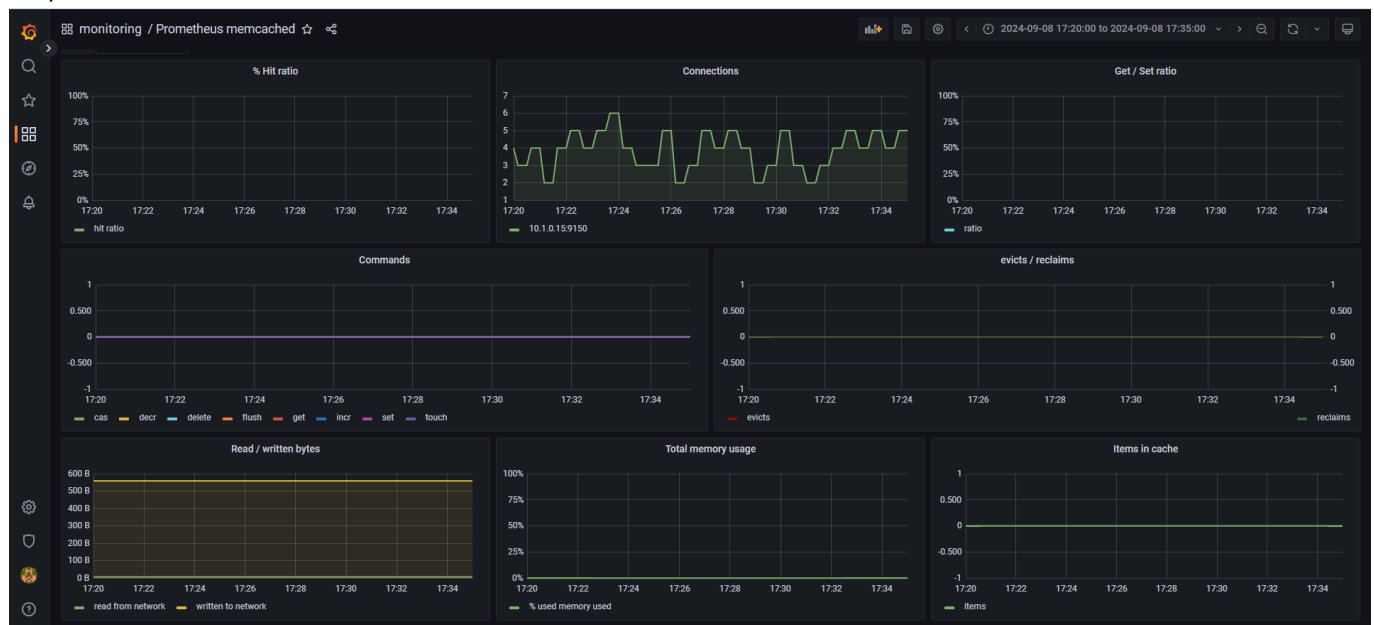 monitoring / Prometheus memcached
2024-09-08 17:20:00 to 2024-09-08 17:35:00
% Hit ratio
100%
75%
50%
25%
0%
17:20 17:22 17:24 17:26 17:28 17:30 17:32 17:34
hit ratio
Connections
7
6
5
4
3
2
1
17:20 17:22 17:24 17:26 17:28 17:30 17:32 17:34
10.1.0.15:9150
Get / Set ratio
100%
75%
50%
25%
0%
17:20 17:22 17:24 17:26 17:28 17:30 17:32 17:34
ratio
Commands
1
0.500
0
-0.500
-1
17:20 17:22 17:24 17:26 17:28 17:30 17:32 17:34
cas decr delete flush get incr set touch
evicts / reclaims
1 1
0.500 0.500
0 0
-0.500 -0.500
-1 -1
17:20 17:22 17:24 17:26 17:28 17:30 17:32 17:34
evicts reclaims
Read / written bytes
600 B
500 B
400 B
300 B
200 B
100 B
0 B
17:20 17:22 17:24 17:26 17:28 17:30 17:32 17:34
read from network written to network
Total memory usage
100%
75%
50%
25%
0%
17:20 17:22 17:24 17:26 17:28 17:30 17:32 17:34
% used memory used
Items in cache
1
0.500
0
-0.500
-1
17:20 17:22 17:24 17:26 17:28 17:30 17:32 17:34
items